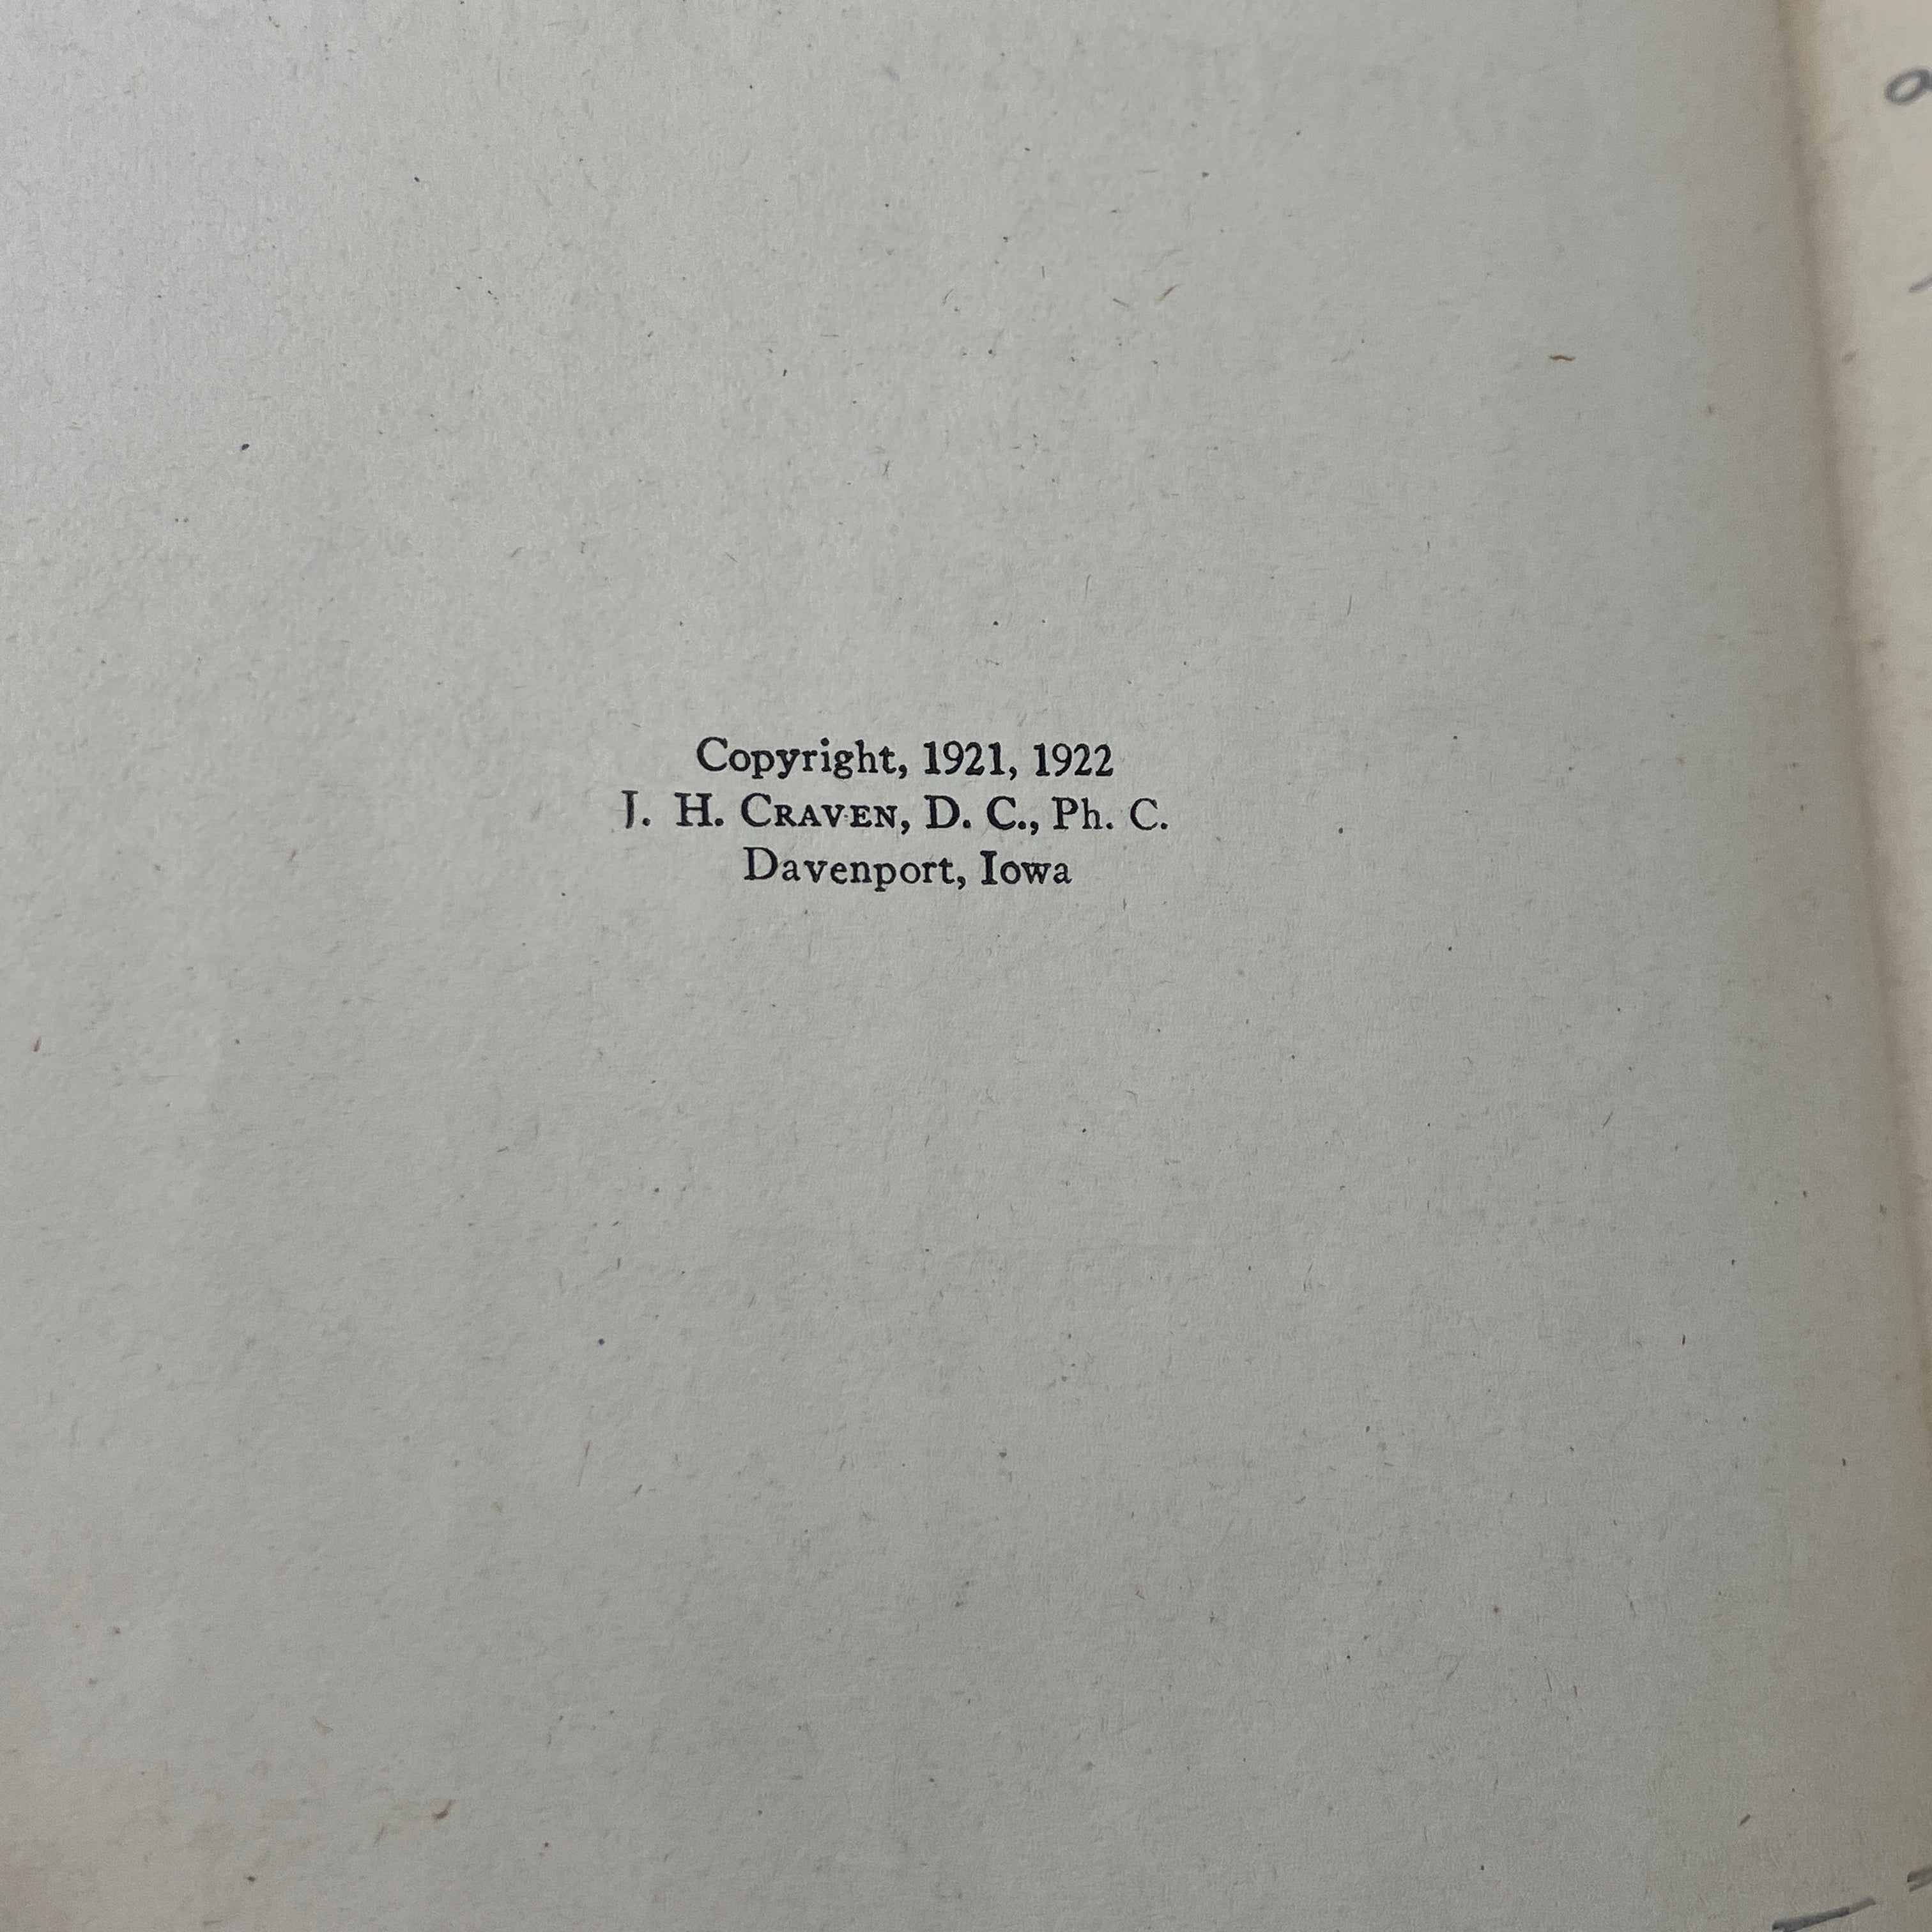 Copyright, 1921, 1922
J. H. CRAVEN, D. C., Ph. C.
Davenport, Iowa